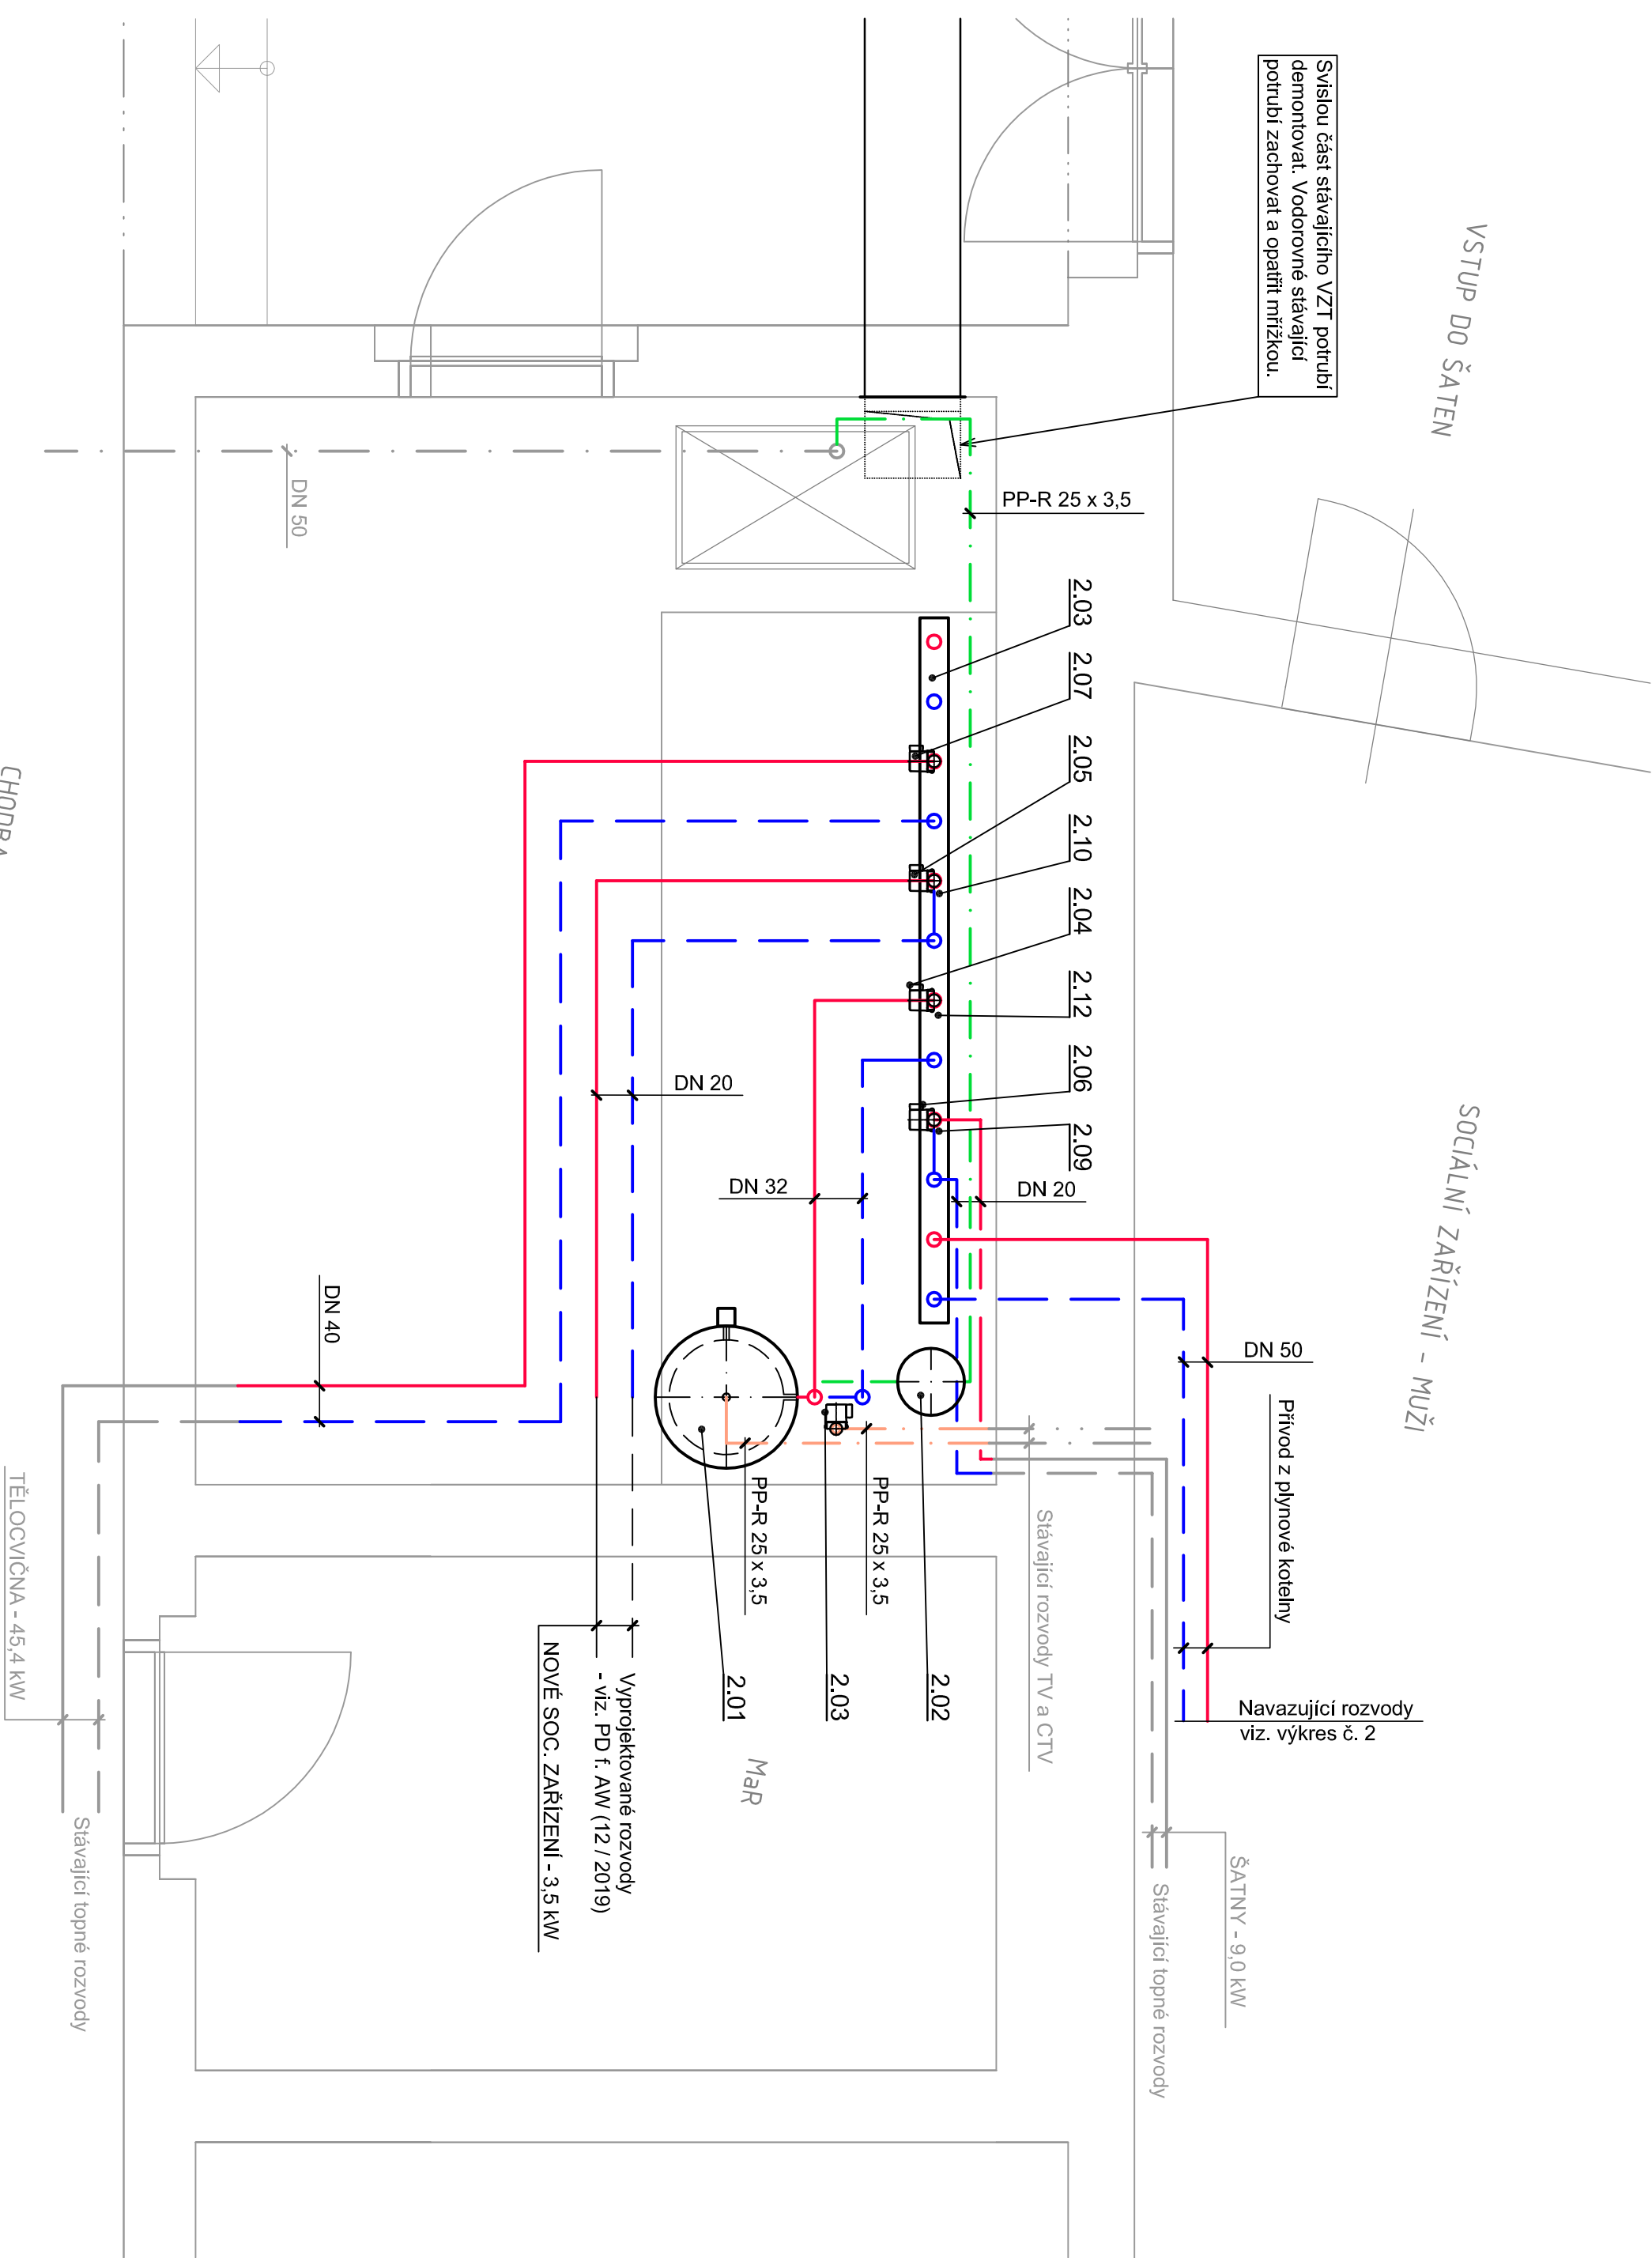 Svislou část stávajícího VZT potrubí
demontovat. Vodorovné stávající
potrubí zachovat a opatřit mřížkou.
VSTUP DO ŠATEN
SOCIÁLNÍ ZAŘÍZENÍ - MUŽI
PP-R 25 x 3,5
DN 50
2.03
2.07
2.05
2.10
2.04
2.12
2.06
2.09
DN 20
DN 32
DN 20
DN 50
Přívod z plynové kotelny
Navazující rozvody
viz. výkres č. 2
DN 40
PP-R 25 x 3,5
PP-R 25 x 3,5
Stávající rozvody TV a CTV
2.01
2.03
2.02
MaR
Vyprojektované rozvody
- viz. PD f. AW (12 / 2019)
NOVÉ SOC. ZAŘÍZENÍ - 3,5 kW
ŠATNY - 9,0 kW
Stávající topné rozvody
TĚLOCVIČNA - 45,4 kW
Stávající topné rozvody
CHODBA